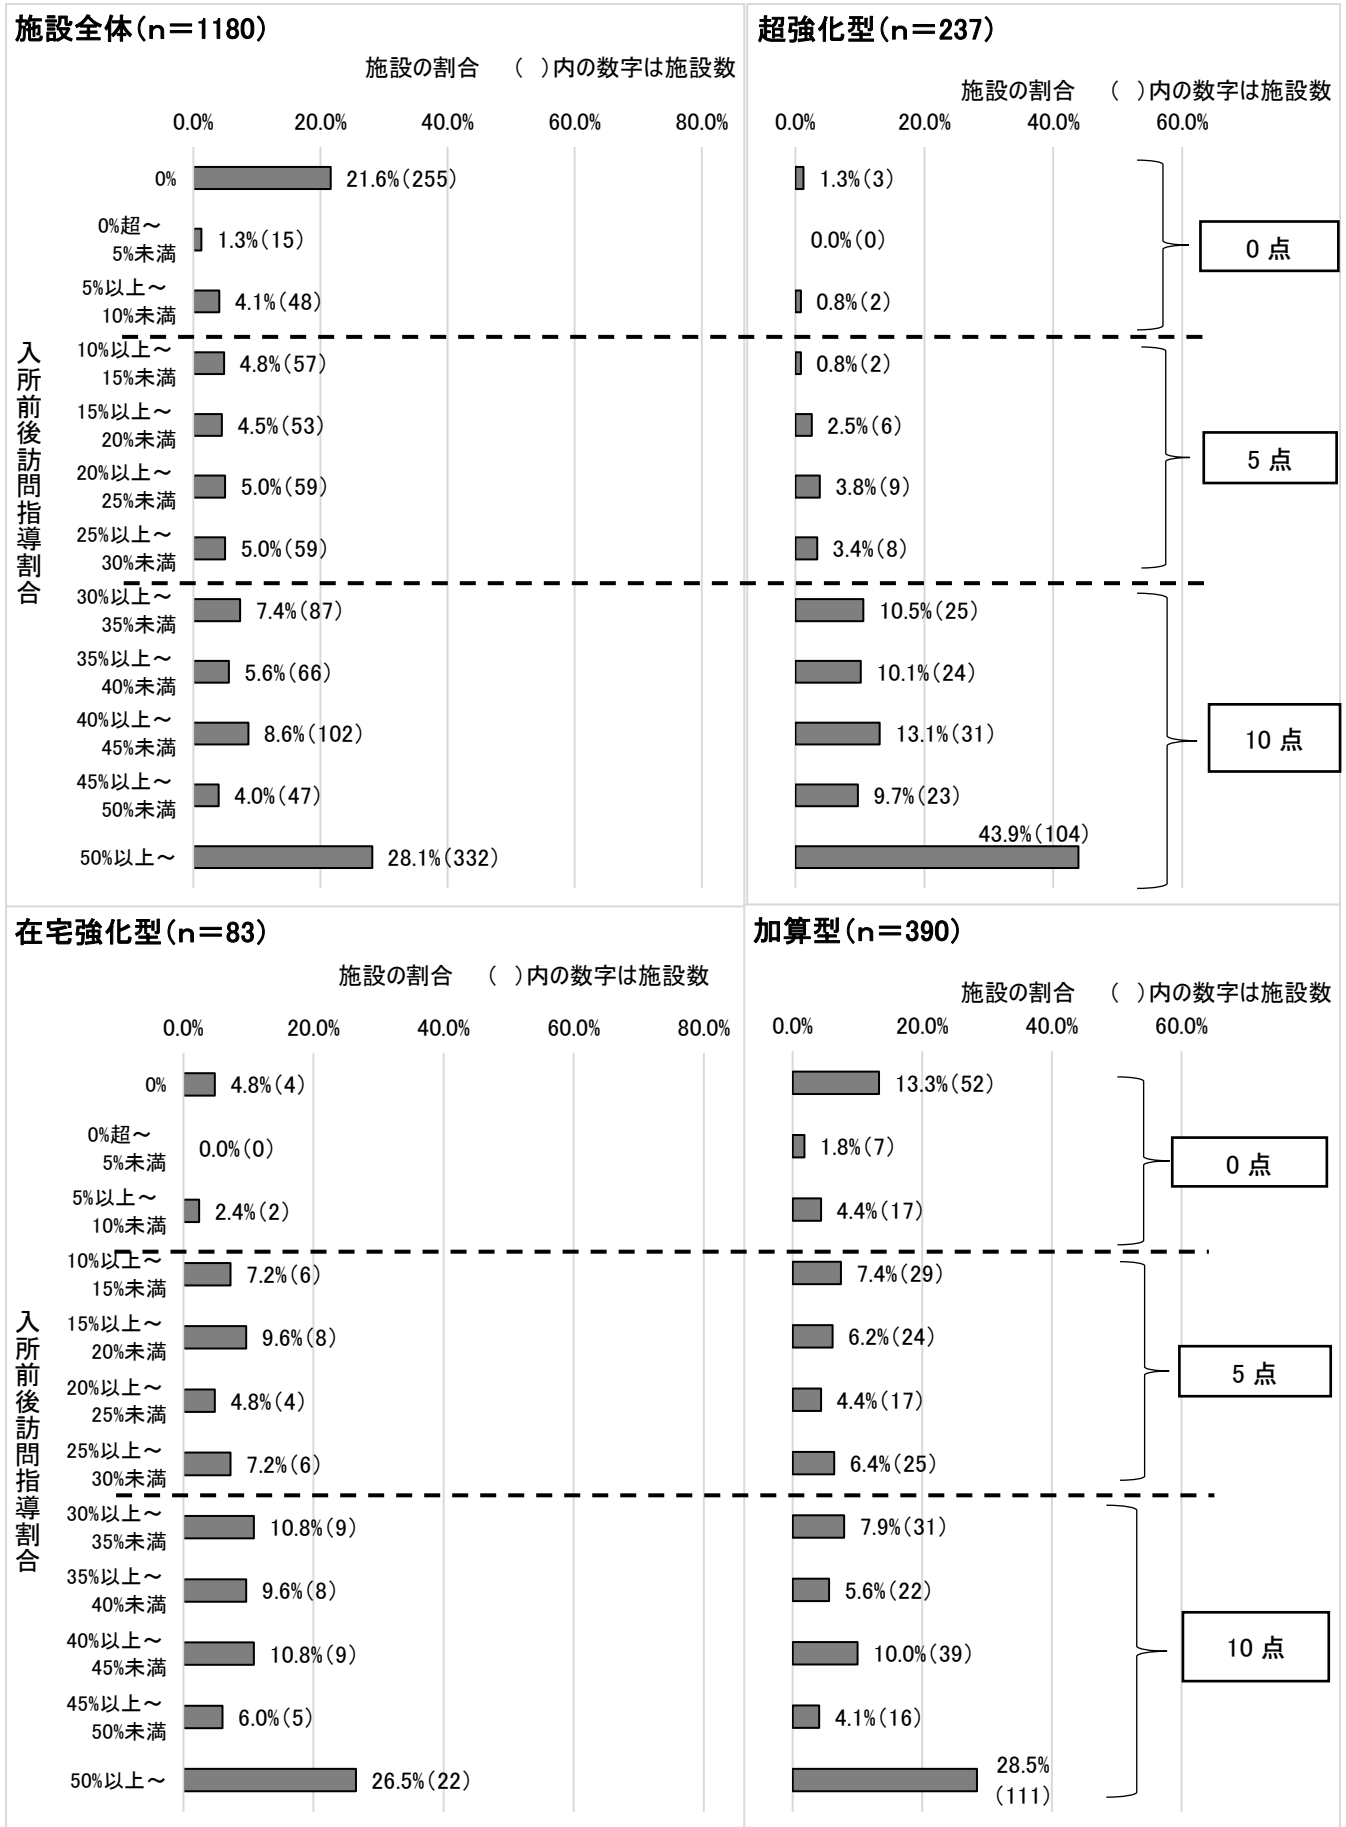 施設全体(n＝1180)
施設の割合　( )内の数字は施設数
0.0% 20.0% 40.0% 60.0% 80.0%
入所前後訪問指導割合
0% 21.6%(255)
0%超～
5%未満 1.3%(15)
5%以上～
10%未満 4.1%(48)
10%以上～
15%未満 4.8%(57)
15%以上～
20%未満 4.5%(53)
20%以上～
25%未満 5.0%(59)
25%以上～
30%未満 5.0%(59)
30%以上～
35%未満 7.4%(87)
35%以上～
40%未満 5.6%(66)
40%以上～
45%未満 8.6%(102)
45%以上～
50%未満 4.0%(47)
50%以上～ 28.1%(332)
超強化型(n＝237)
施設の割合　( )内の数字は施設数
0.0% 20.0% 40.0% 60.0%
1.3%(3)
0.0%(0)
0.8%(2)
0 点
0.8%(2)
2.5%(6)
3.8%(9)
3.4%(8)
5 点
10.5%(25)
10.1%(24)
13.1%(31)
9.7%(23)
43.9%(104)
10 点
在宅強化型(n＝83)
施設の割合　( )内の数字は施設数
0.0% 20.0% 40.0% 60.0% 80.0%
入所前後訪問指導割合
0% 4.8%(4)
0%超～
5%未満 0.0%(0)
5%以上～
10%未満 2.4%(2)
10%以上～
15%未満 7.2%(6)
15%以上～
20%未満 9.6%(8)
20%以上～
25%未満 4.8%(4)
25%以上～
30%未満 7.2%(6)
30%以上～
35%未満 10.8%(9)
35%以上～
40%未満 9.6%(8)
40%以上～
45%未満 10.8%(9)
45%以上～
50%未満 6.0%(5)
50%以上～ 26.5%(22)
加算型(n＝390)
施設の割合　( )内の数字は施設数
0.0% 20.0% 40.0% 60.0%
13.3%(52)
1.8%(7)
4.4%(17)
0 点
7.4%(29)
6.2%(24)
4.4%(17)
6.4%(25)
5 点
7.9%(31)
5.6%(22)
10.0%(39)
4.1%(16)
28.5%
(111)
10 点